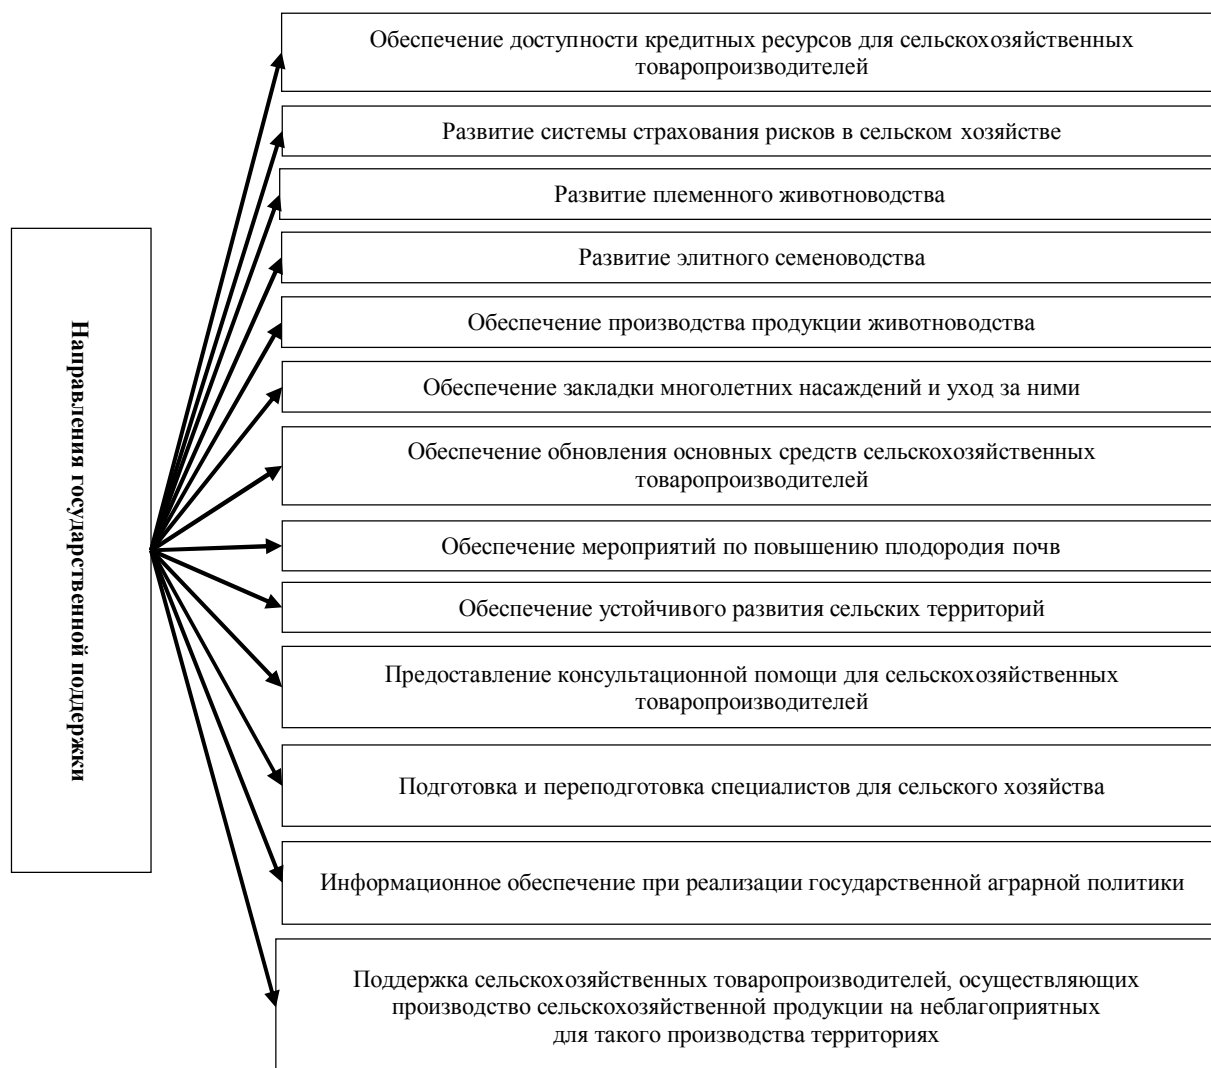 Направления государственной поддержки
Обеспечение доступности кредитных ресурсов для сельскохозяйственных
товаропроизводителей
Развитие системы страхования рисков в сельском хозяйстве
Развитие племенного животноводства
Развитие элитного семеноводства
Обеспечение производства продукции животноводства
Обеспечение закладки многолетних насаждений и уход за ними
Обеспечение обновления основных средств сельскохозяйственных
товаропроизводителей
Обеспечение мероприятий по повышению плодородия почв
Обеспечение устойчивого развития сельских территорий
Предоставление консультационной помощи для сельскохозяйственных
товаропроизводителей
Подготовка и переподготовка специалистов для сельского хозяйства
Информационное обеспечение при реализации государственной аграрной политики
Поддержка сельскохозяйственных товаропроизводителей, осуществляющих
производство сельскохозяйственной продукции на неблагоприятных
для такого производства территориях